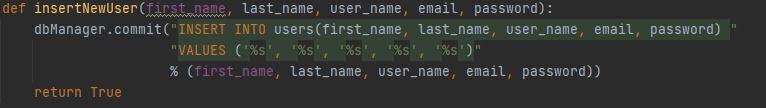 def insertNewUser(first_name, last_name, user_name, email, password):
    dbManager.commit("INSERT INTO users(first_name, last_name, user_name, email, password) "
                     "VALUES ('%s', '%s', '%s', '%s', '%s')"
                     % (first_name, last_name, user_name, email, password))
    return True